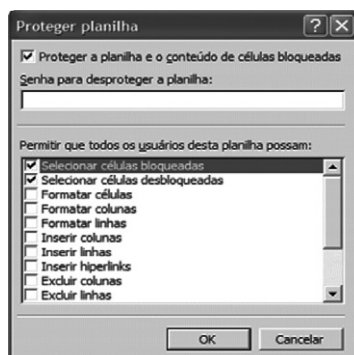 Proteger planilha
Proteger a planilha e o conteúdo de células bloqueadas
Senha para desproteger a planilha:
Permitir que todos os usuários desta planilha possam:
Selecionar células bloqueadas
Selecionar células desbloqueadas
Formatar células
Formatar colunas
Formatar linhas
Inserir colunas
Inserir linhas
Inserir hiperlinks
Excluir colunas
Excluir linhas
OK Cancelar